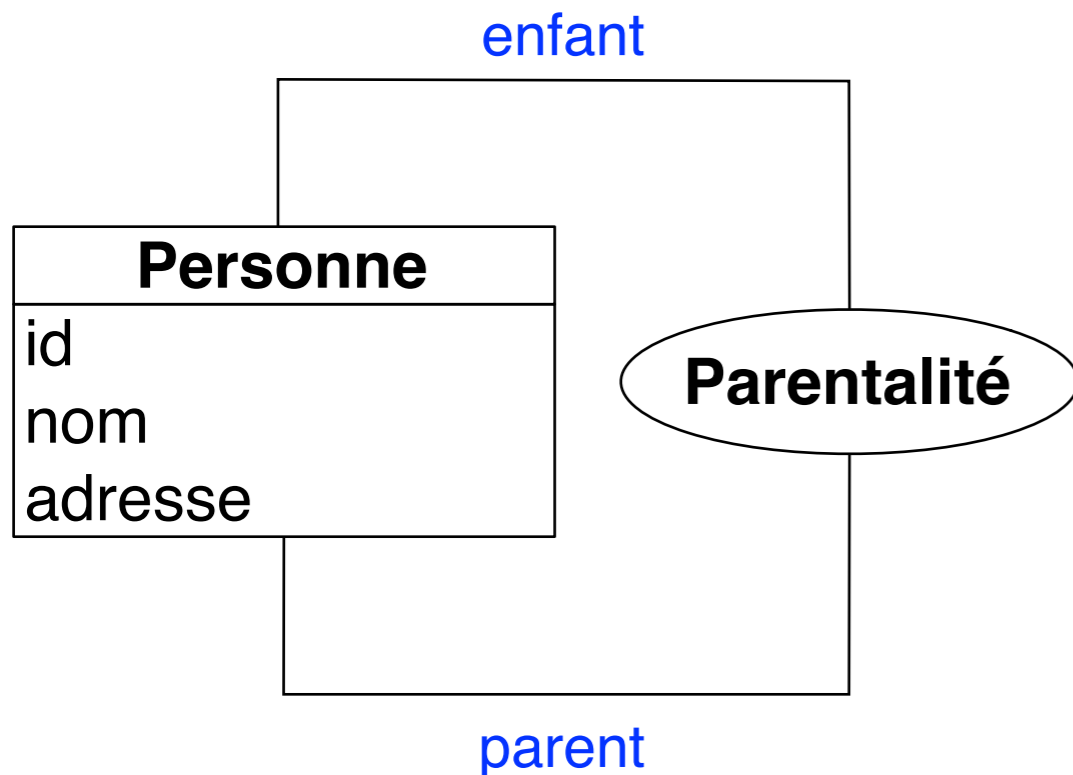 enfant
Personne
id
nom
adresse
Parentalité
parent